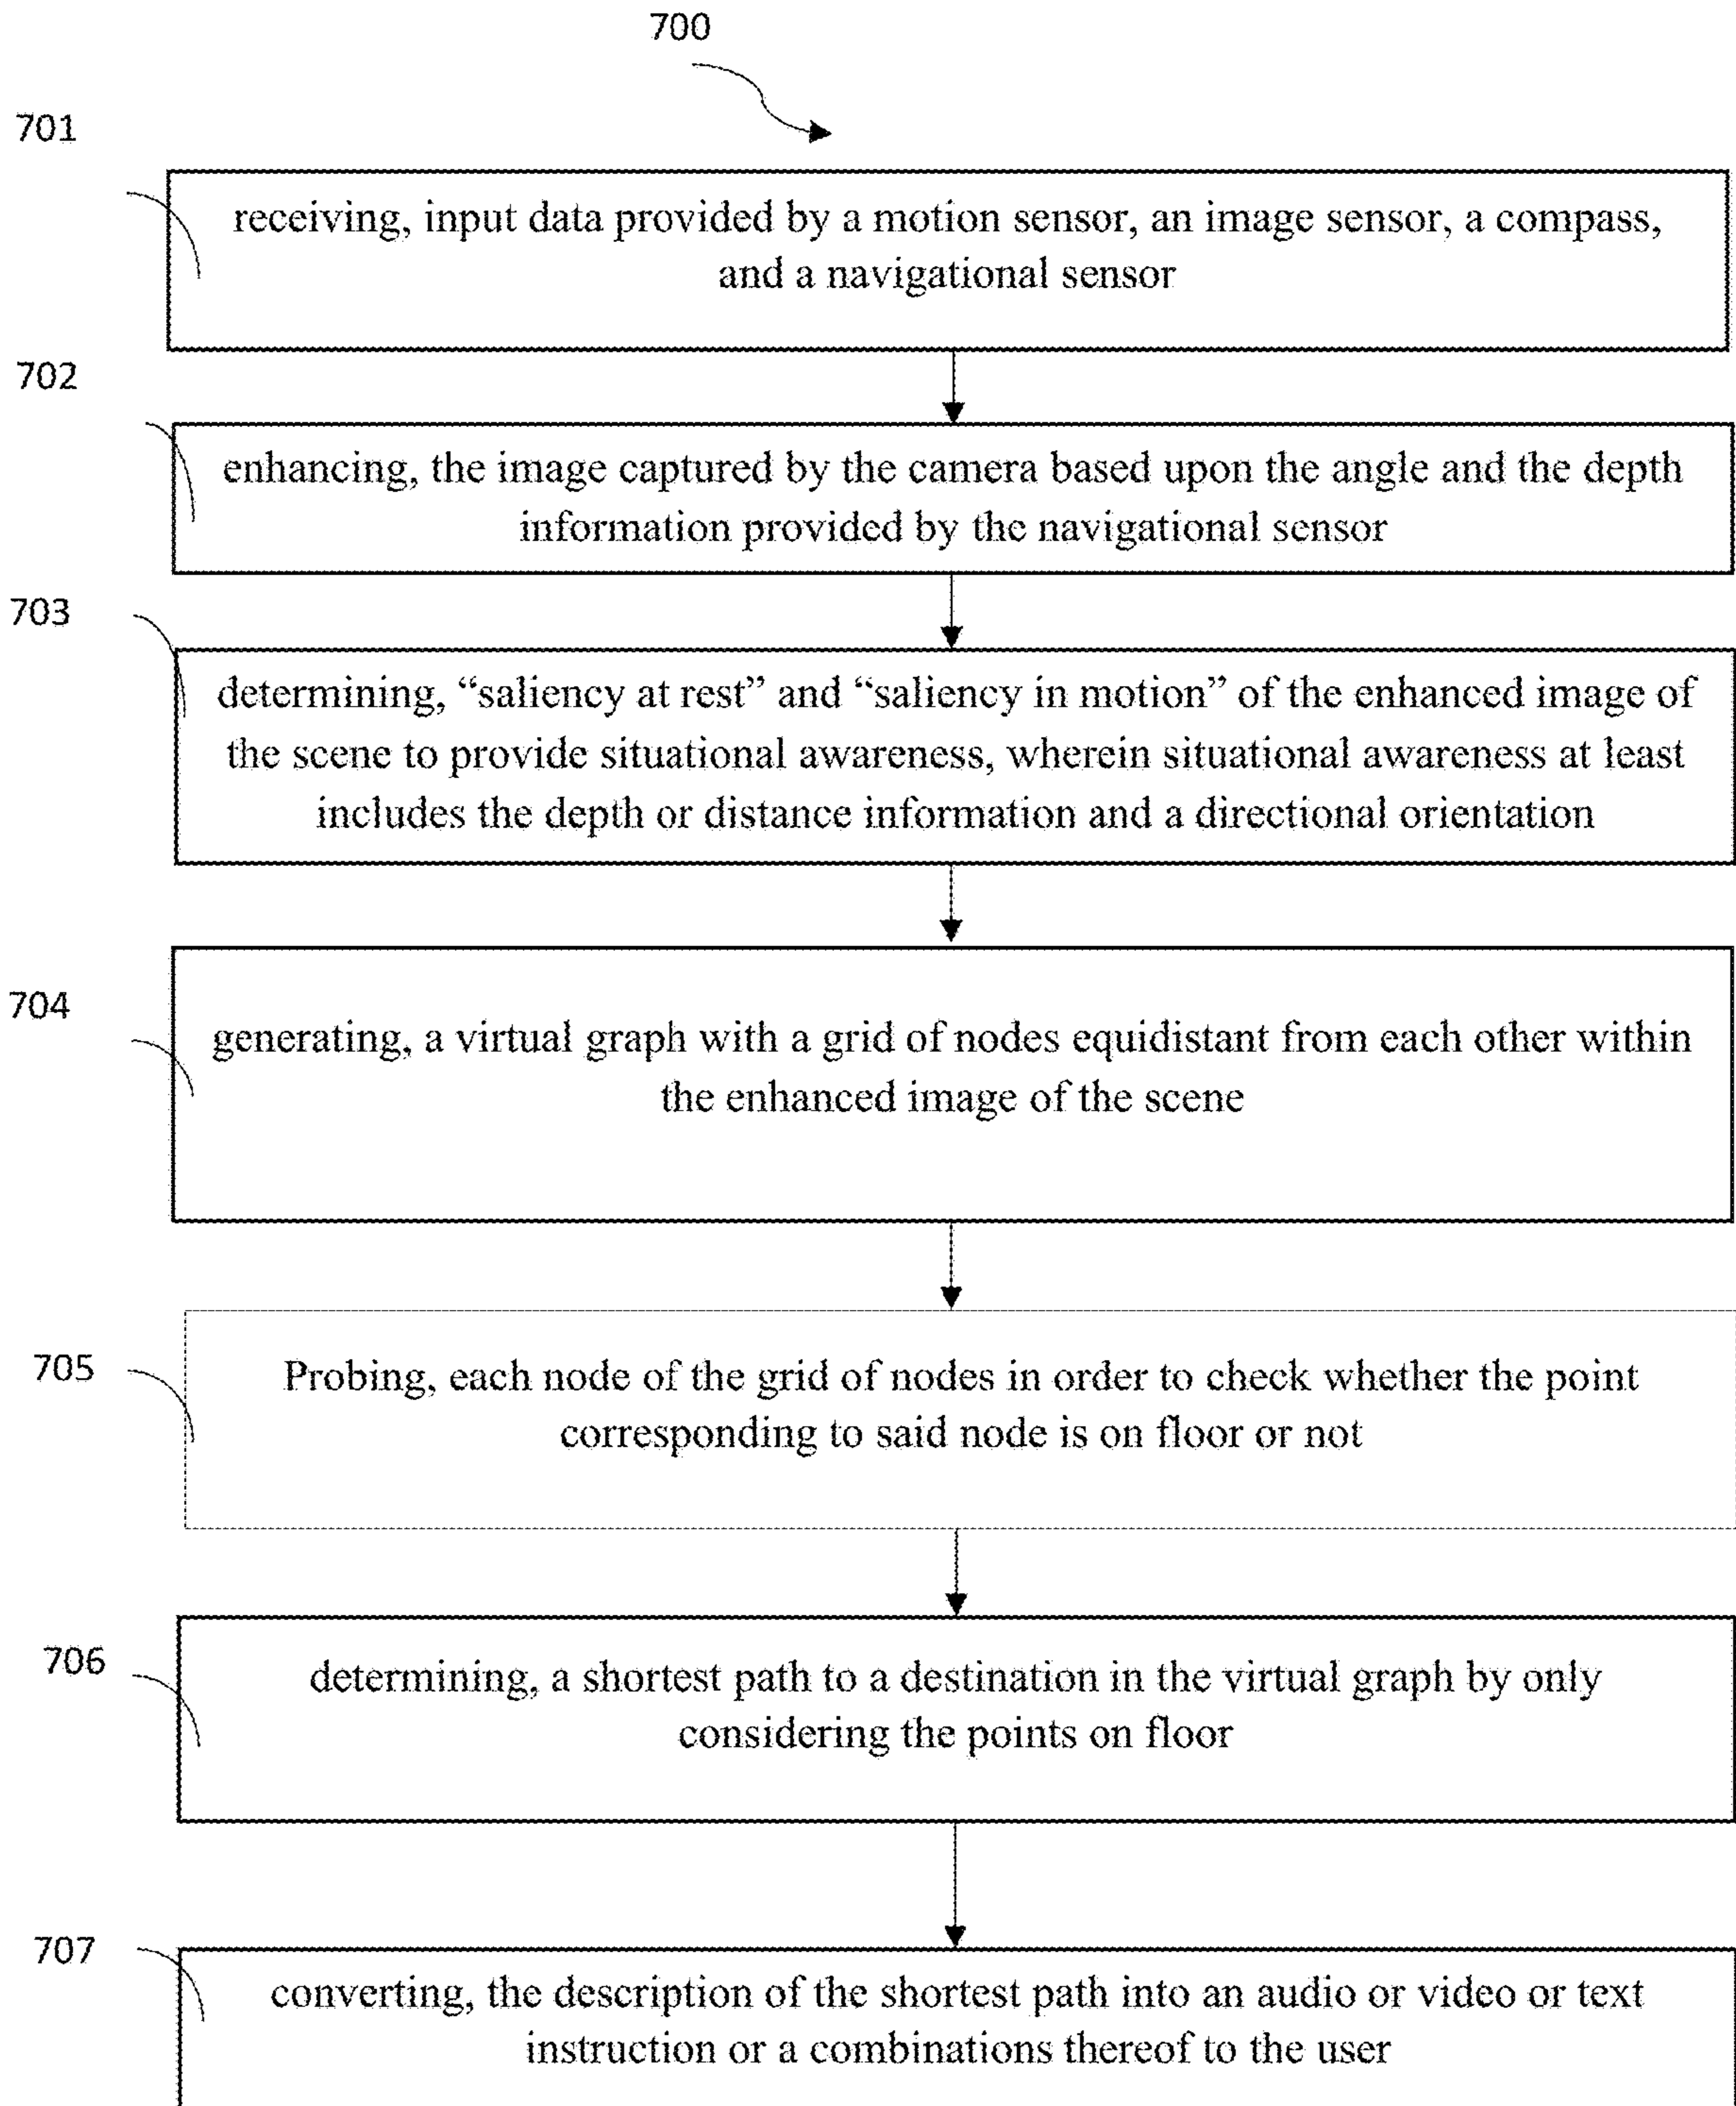 700
701
receiving, input data provided by a motion sensor, an image sensor, a compass,
and a navigational sensor
702
enhancing, the image captured by the camera based upon the angle and the depth
information provided by the navigational sensor
703
determining, “saliency at rest” and “saliency in motion” of the enhanced image of
the scene to provide situational awareness, wherein situational awareness at least
includes the depth or distance information and a directional orientation
704
generating, a virtual graph with a grid of nodes equidistant from each other within
the enhanced image of the scene
705
Probing, each node of the grid of nodes in order to check whether the point
corresponding to said node is on floor or not
706
determining, a shortest path to a destination in the virtual graph by only
considering the points on floor
707
converting, the description of the shortest path into an audio or video or text
instruction or a combinations thereof to the user